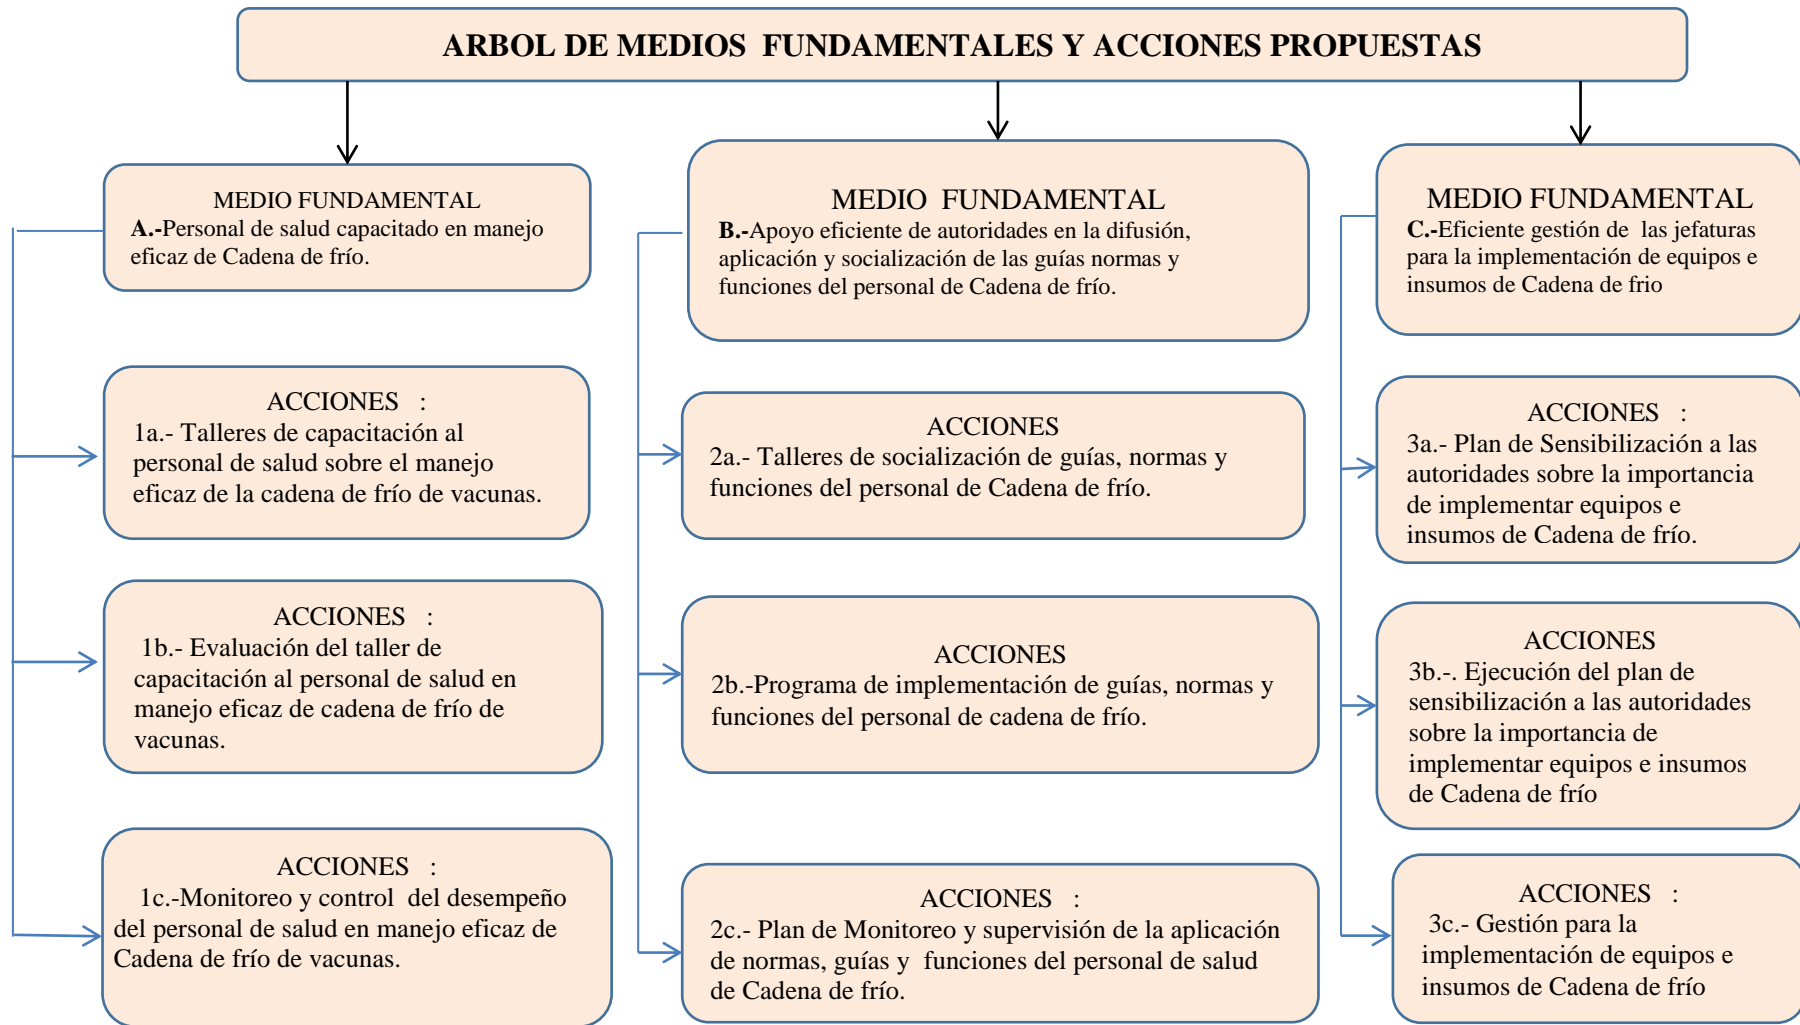 ARBOL DE MEDIOS FUNDAMENTALES Y ACCIONES PROPUESTAS
MEDIO FUNDAMENTAL
A.-Personal de salud capacitado en manejo
eficaz de Cadena de frío.
ACCIONES :
1a.- Talleres de capacitación al
personal de salud sobre el manejo
eficaz de la cadena de frío de vacunas.
ACCIONES :
1b.- Evaluación del taller de
capacitación al personal de salud en
manejo eficaz de cadena de frío de
vacunas.
ACCIONES :
1c.-Monitoreo y control del desempeño
del personal de salud en manejo eficaz de
Cadena de frío de vacunas.
MEDIO FUNDAMENTAL
B.-Apoyo eficiente de autoridades en la difusión,
aplicación y socialización de las guías normas y
funciones del personal de Cadena de frío.
ACCIONES
2a.- Talleres de socialización de guías, normas y
funciones del personal de Cadena de frío.
ACCIONES
2b.-Programa de implementación de guías, normas y
funciones del personal de cadena de frío.
ACCIONES :
2c.- Plan de Monitoreo y supervisión de la aplicación
de normas, guías y funciones del personal de salud
de Cadena de frío.
MEDIO FUNDAMENTAL
C.-Eficiente gestión de las jefaturas
para la implementación de equipos e
insumos de Cadena de frio
ACCIONES :
3a.- Plan de Sensibilización a las
autoridades sobre la importancia
de implementar equipos e
insumos de Cadena de frío.
ACCIONES
3b.-. Ejecución del plan de
sensibilización a las autoridades
sobre la importancia de
implementar equipos e insumos
de Cadena de frío
ACCIONES :
3c.- Gestión para la
implementación de equipos e
insumos de Cadena de frío